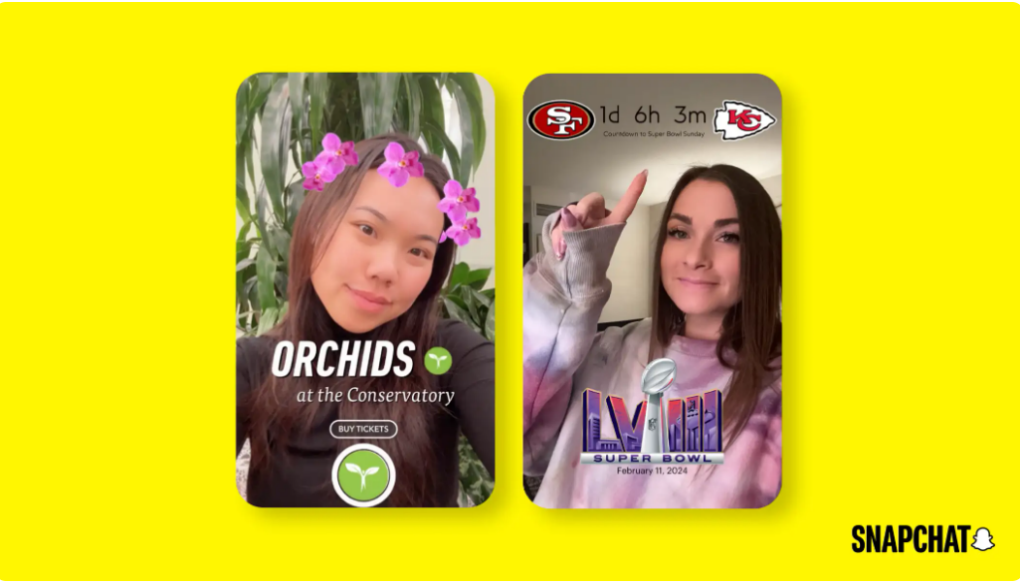 ORCHIDS
at the Conservatory
BUY TICKETS
SF 1d 6h 3m KC
Countdown to Super Bowl Sunday
LVIII
SUPER BOWL
February 11, 2024
SNAPCHAT